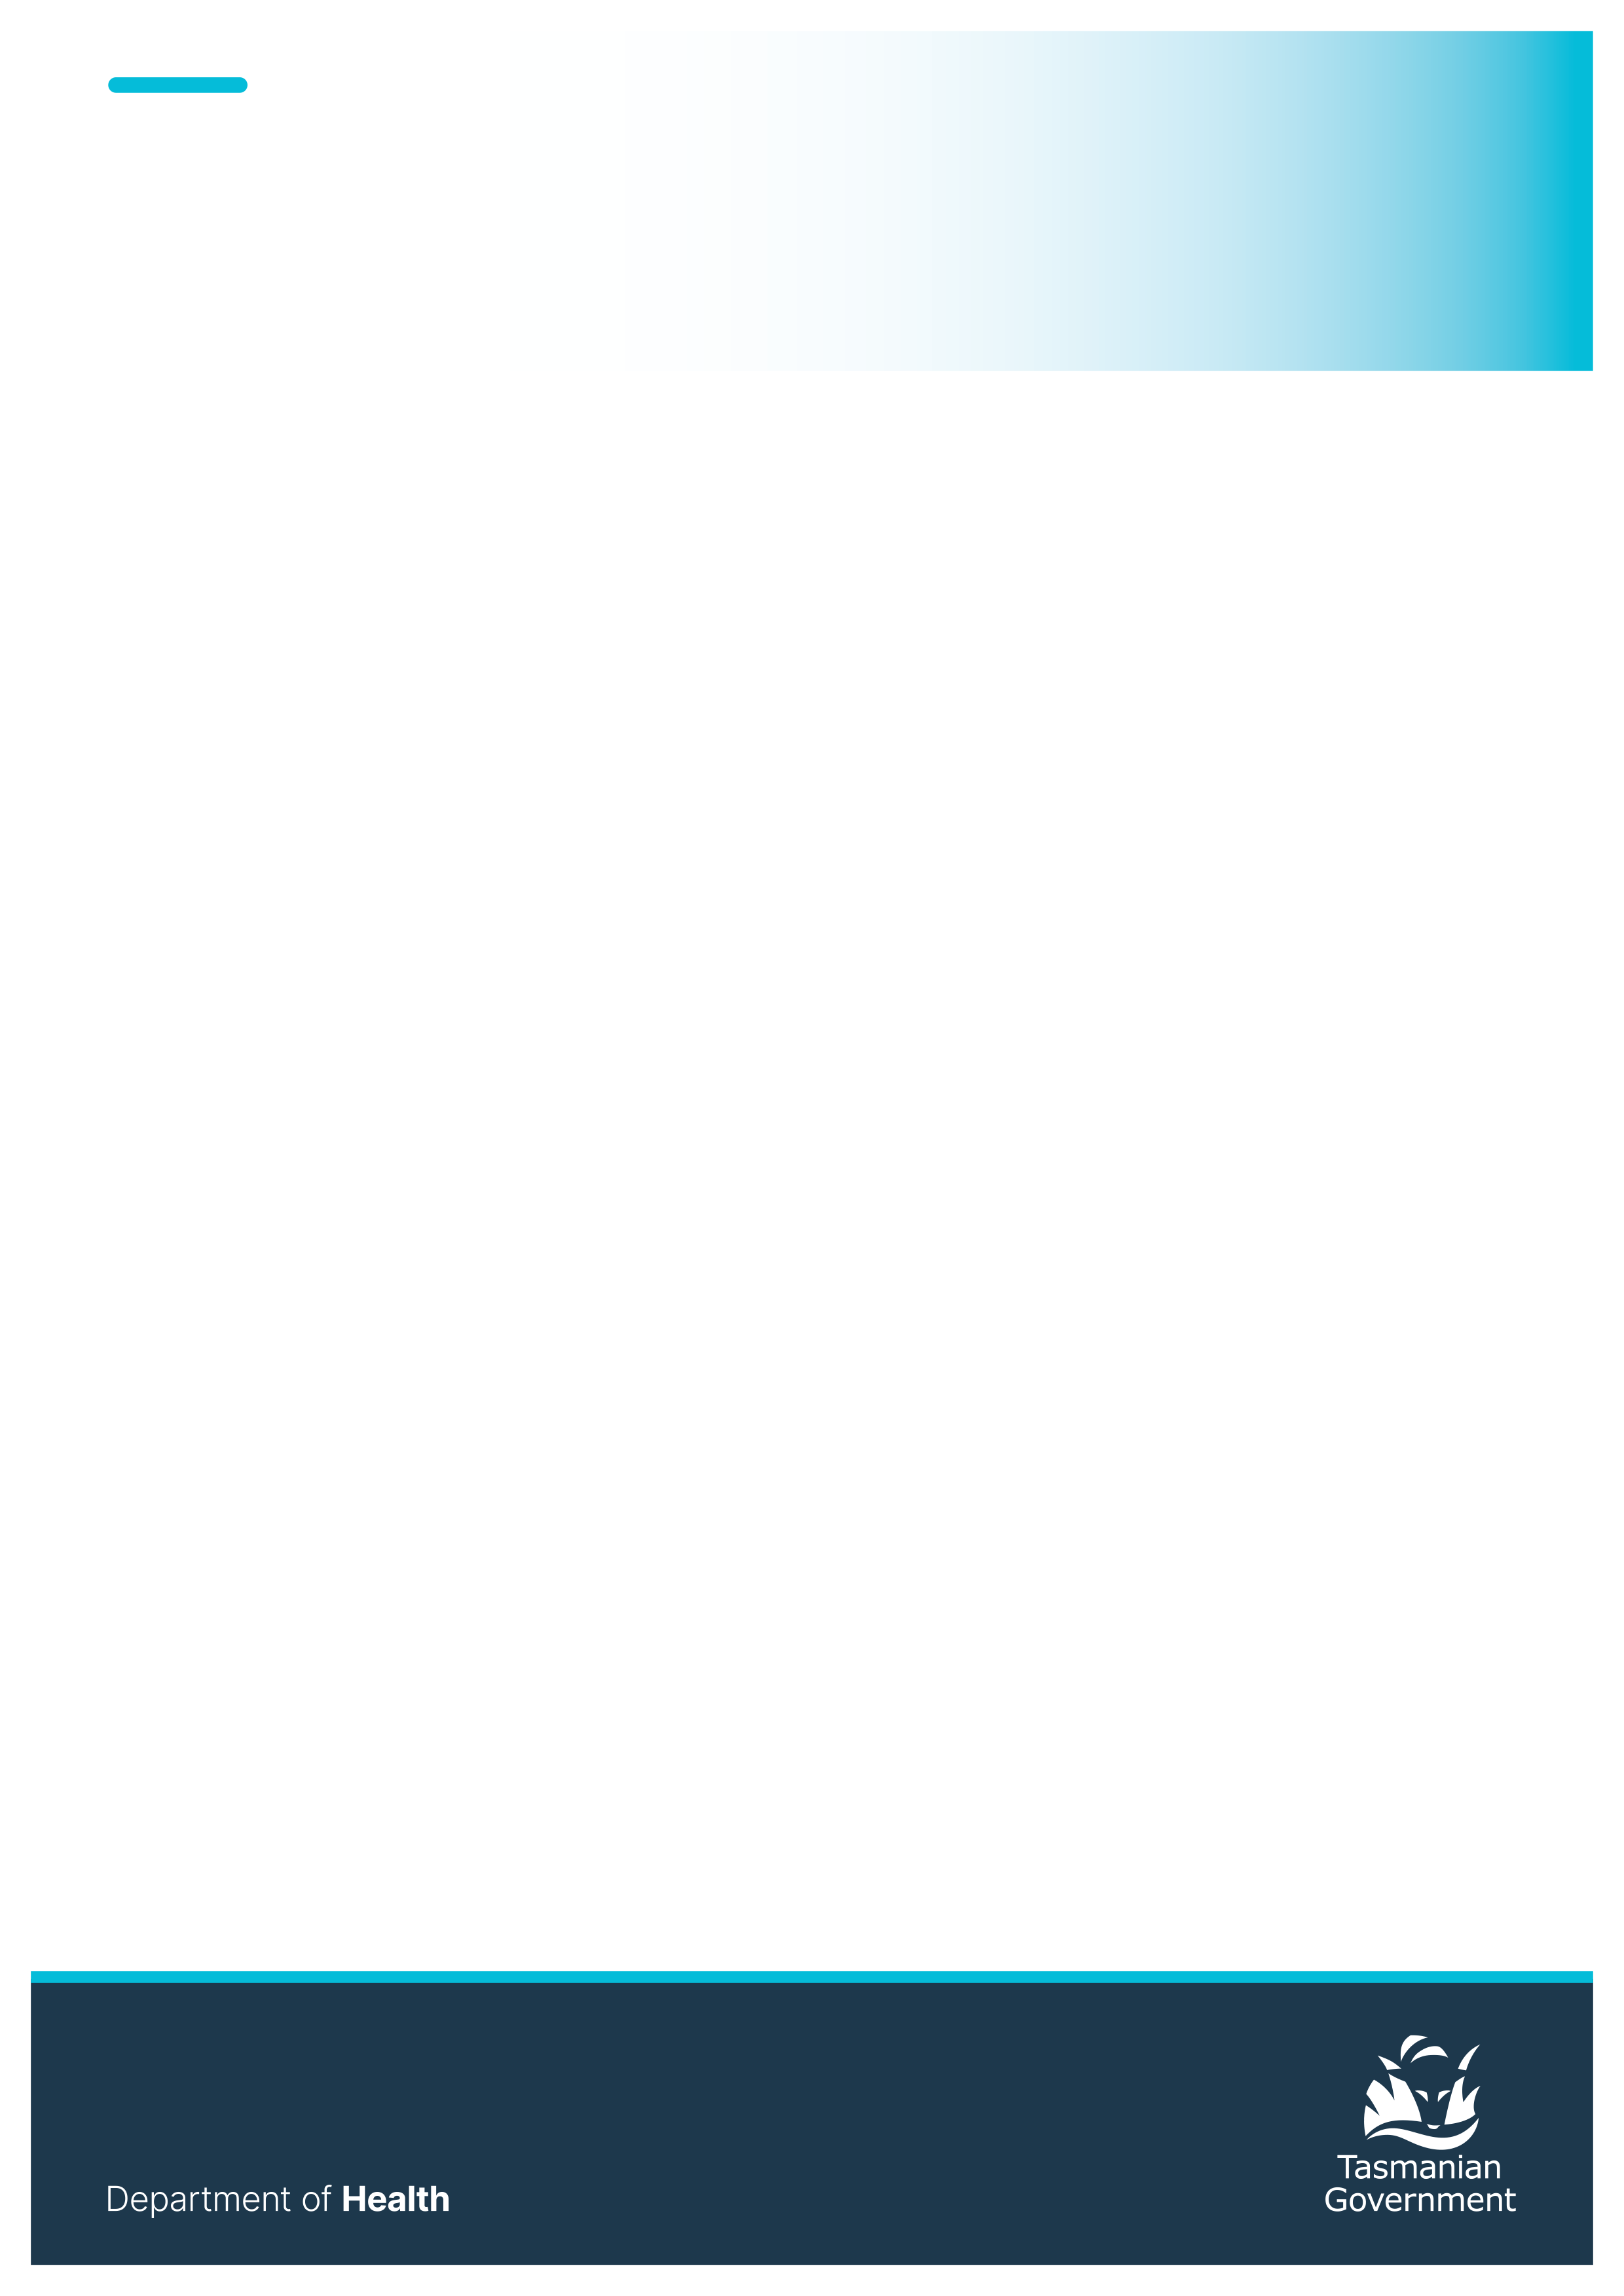 Department of Health
Tasmanian
Government